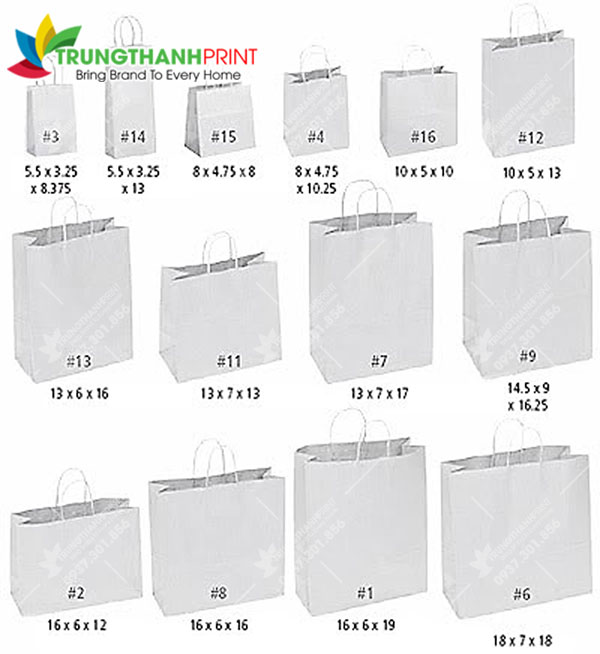 TRUNGTHANHPRINT
Bring Brand To Every Home
#3
#14
#15
#4
#16
#12
5.5 x 3.25
x 8.375
5.5 x 3.25
x 13
8 x 4.75 x 8
8 x 4.75
x 10.25
10 x 5 x 10
10 x 5 x 13
#13
#11
#7
#9
13 x 6 x 16
13 x 7 x 13
13 x 7 x 17
14.5 x 9
x 16.25
#2
#8
#1
#6
16 x 6 x 12
16 x 6 x 16
16 x 6 x 19
18 x 7 x 18